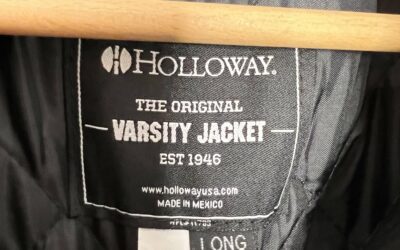 HOLLOWAY.
THE ORIGINAL
VARSITY JACKET
EST 1946
www.hollowayusa.com
MADE IN MEXICO
LONG